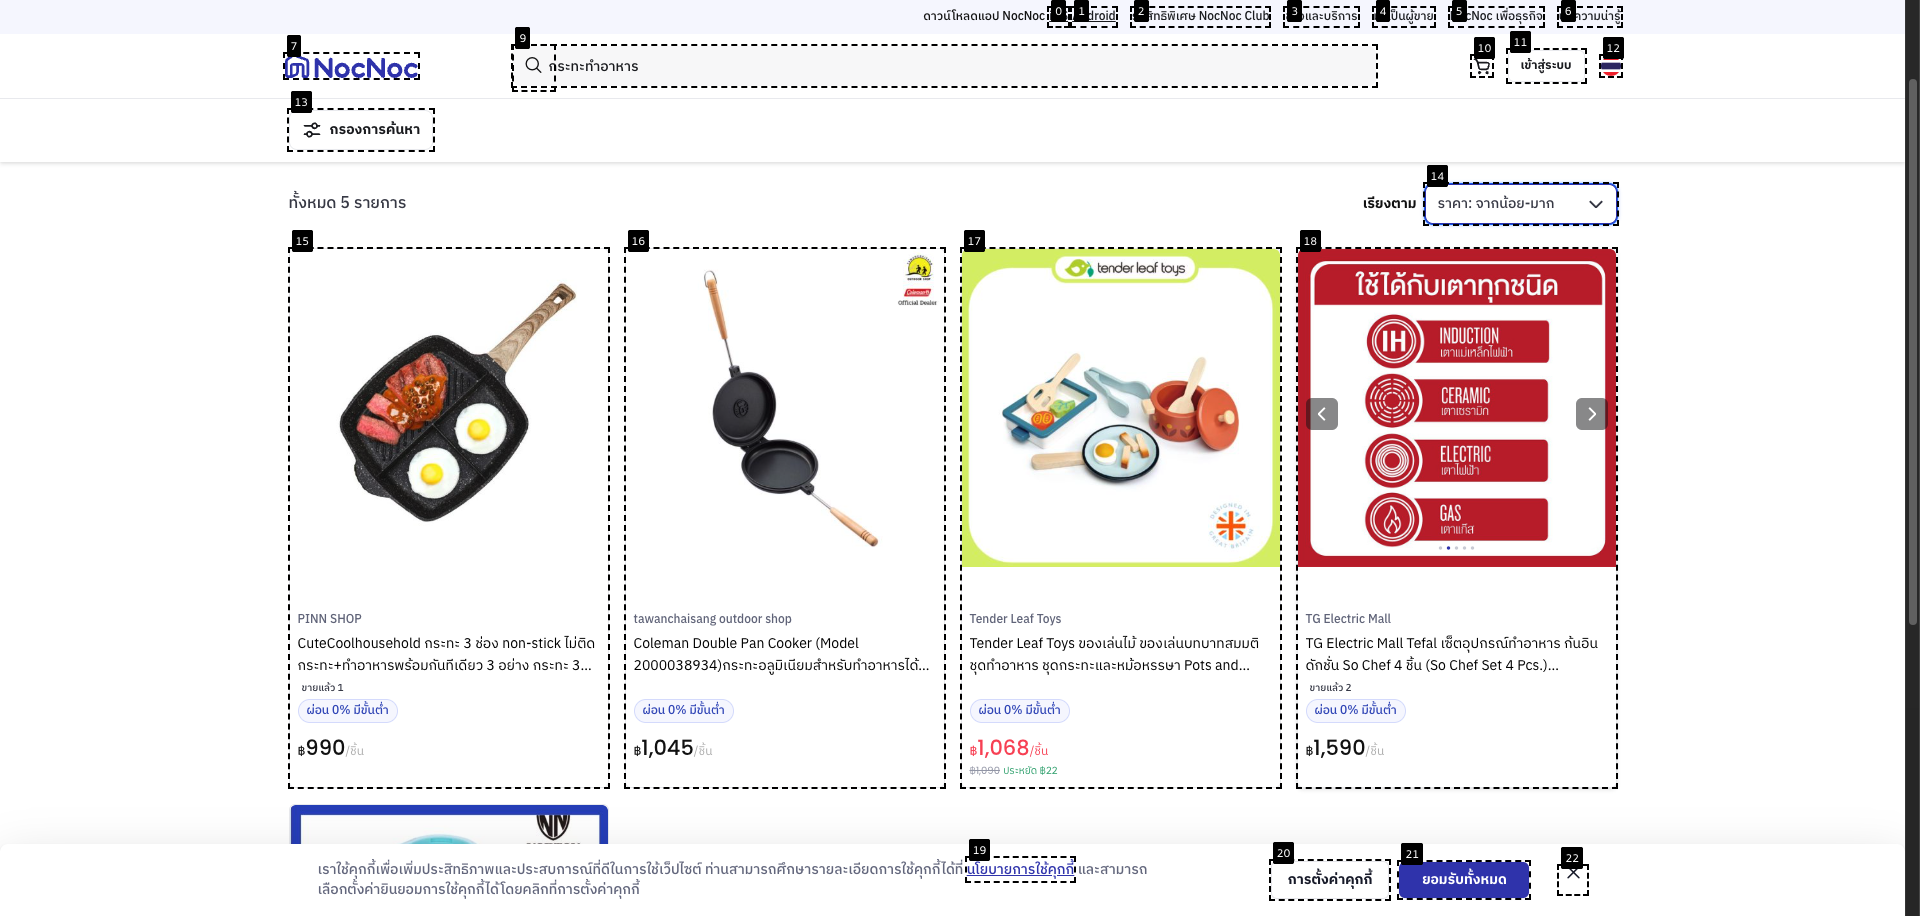 ดาวน์โหลดแอป NocNoc
0
1
2
3
4
5
6
NocNoc Club
และบริการ
เป็นผู้ขาย
เพื่อธุรกิจ
7
NocNoc
9
กระทะทำอาหาร
10
11
เข้าสู่ระบบ
12
13
กรองการค้นหา
ทั้งหมด 5 รายการ
14
เรียงตาม
ราคา: จากน้อย-มาก
15
16
Coleman
Official Dealer
17
tender leaf toys
DESIGNED IN
GREAT BRITAIN
18
ใช้ได้กับเตาทุกชนิด
IH
INDUCTION
เตาแม่เหล็กไฟฟ้า
CERAMIC
เตาเซรามิก
ELECTRIC
เตาไฟฟ้า
GAS
เตาแก๊ส
PINN SHOP
CuteCoolhousehold กระทะ 3 ช่อง non-stick ไม่ติด
กระทะ+ทำอาหารพร้อมกันทีเดียว 3 อย่าง กระทะ 3...
ขายแล้ว 1
ผ่อน 0% มีขั้นต่ำ
฿990/ชิ้น
tawanchaisang outdoor shop
Coleman Double Pan Cooker (Model
2000038934)กระทะอลูมิเนียมสำหรับทำอาหารได้...
ผ่อน 0% มีขั้นต่ำ
฿1,045/ชิ้น
Tender Leaf Toys
Tender Leaf Toys ของเล่นไม้ ของเล่นบทบาทสมมติ
ชุดทำอาหาร ชุดกระทะและหม้อหรรษา Pots and...
ผ่อน 0% มีขั้นต่ำ
฿1,068/ชิ้น
฿1,090 ประหยัด ฿22
TG Electric Mall
TG Electric Mall Tefal เซ็ตอุปกรณ์ทำอาหาร ก้นอิน
ดักชั่น So Chef 4 ชิ้น (So Chef Set 4 Pcs.)...
ขายแล้ว 2
ผ่อน 0% มีขั้นต่ำ
฿1,590/ชิ้น
19
เราใช้คุกกี้เพื่อเพิ่มประสิทธิภาพและประสบการณ์ที่ดีในการใช้เว็ปไซต์ ท่านสามารถศึกษารายละเอียดการใช้คุกกี้ได้ที่ นโยบายการใช้คุกกี้ และสามารถ
เลือกตั้งค่ายินยอมการใช้คุกกี้ได้โดยคลิกที่การตั้งค่าคุกกี้
20
การตั้งค่าคุกกี้
21
ยอมรับทั้งหมด
22